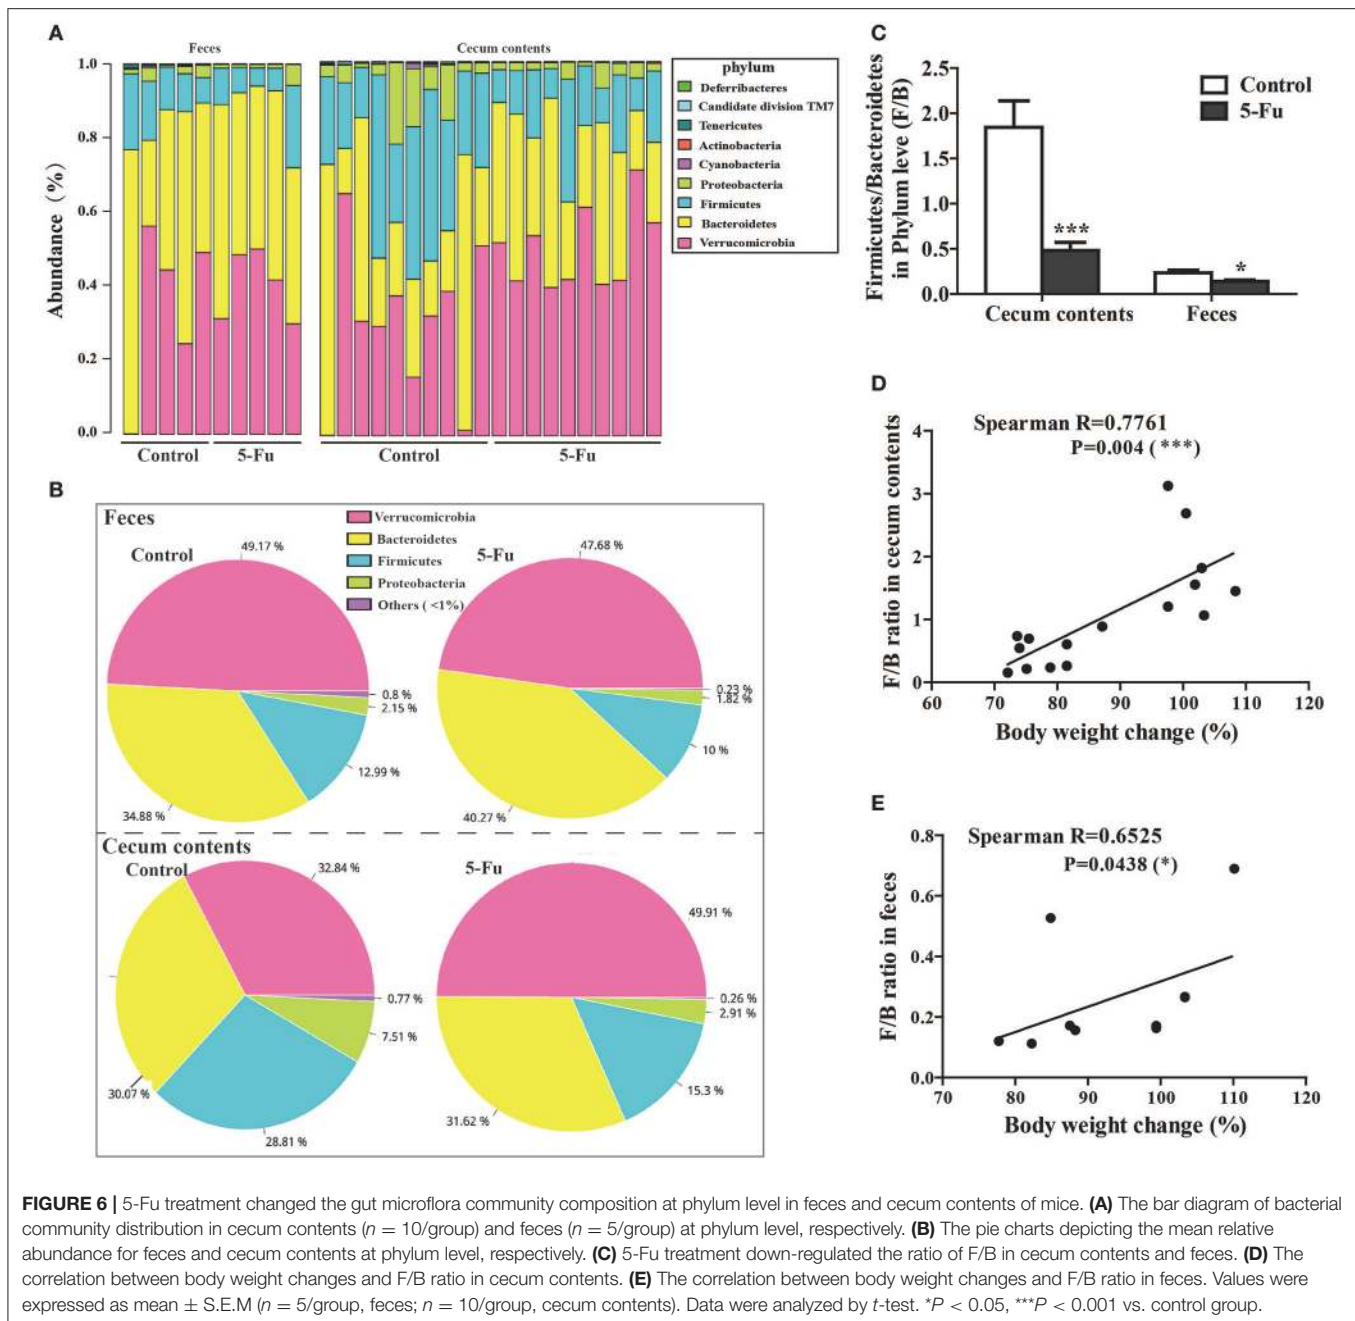 A
Feces
Cecum contents
1.0
0.8
0.6
0.4
0.2
0.0
Abundance (%)
Control
5-Fu
Control
5-Fu
phylum
Deferribacteres
Candidate division TM7
Tenericutes
Actinobacteria
Cyanobacteria
Proteobacteria
Firmicutes
Bacteroidetes
Verrucomicrobia
B
Feces
Control
49.17 %
0.8 %
2.15 %
12.99 %
34.88 %
Verrucomicrobia
Bacteroidetes
Firmicutes
Proteobacteria
Others ( <1%)
5-Fu
47.68 %
0.23 %
1.82 %
10 %
40.27 %
Cecum contents
Control
32.84 %
0.77 %
7.51 %
28.81 %
30.07 %
5-Fu
49.91 %
0.26 %
2.91 %
15.3 %
31.62 %
C
Firmicutes/Bacteroidetes
in Phylum leve (F/B)
2.5
2.0
1.5
1.0
0.5
0.0
Control
5-Fu
***
*
Cecum contents
Feces
D
Spearman R=0.7761
P=0.004 (***)
F/B ratio in cecum contents
4
3
2
1
0
60 70 80 90 100 110 120
Body weight change (%)
E
Spearman R=0.6525
P=0.0438 (*)
F/B ratio in feces
0.8
0.6
0.4
0.2
0.0
70 80 90 100 110 120
Body weight change (%)
FIGURE 6 | 5-Fu treatment changed the gut microflora community composition at phylum level in feces and cecum contents of mice. (A) The bar diagram of bacterial
community distribution in cecum contents (n = 10/group) and feces (n = 5/group) at phylum level, respectively. (B) The pie charts depicting the mean relative
abundance for feces and cecum contents at phylum level, respectively. (C) 5-Fu treatment down-regulated the ratio of F/B in cecum contents and feces. (D) The
correlation between body weight changes and F/B ratio in cecum contents. (E) The correlation between body weight changes and F/B ratio in feces. Values were
expressed as mean ± S.E.M (n = 5/group, feces; n = 10/group, cecum contents). Data were analyzed by t-test. *P < 0.05, ***P < 0.001 vs. control group.